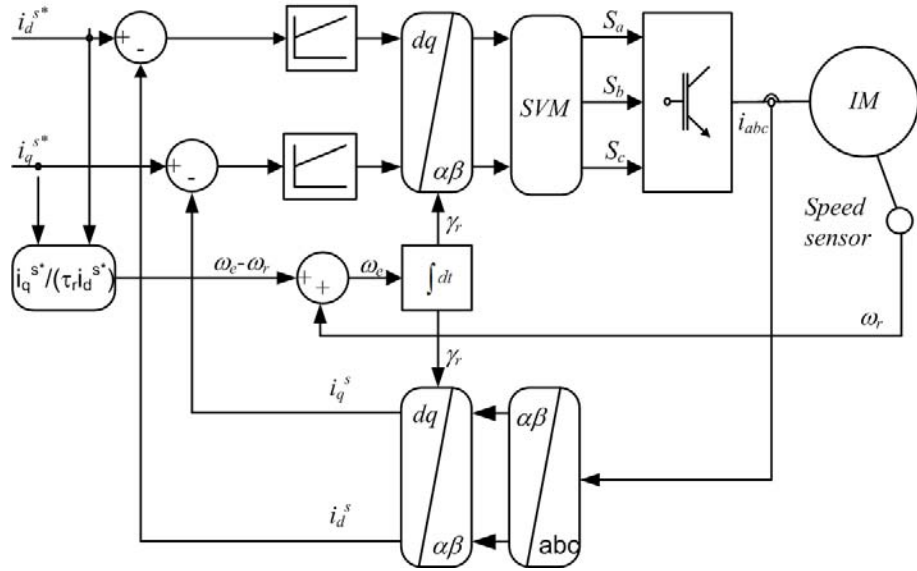 i_d^s*
+
-
dq
αβ
SVM
S_a
S_b
S_c
i_abc
IM
i_q^s*
+
-
Speed
sensor
γ_r
i_q^s*/(τ_r i_d^s*)
ω_e-ω_r
+
+
ω_e
∫dt
ω_r
γ_r
i_q^s
dq
αβ
αβ
abc
i_d^s